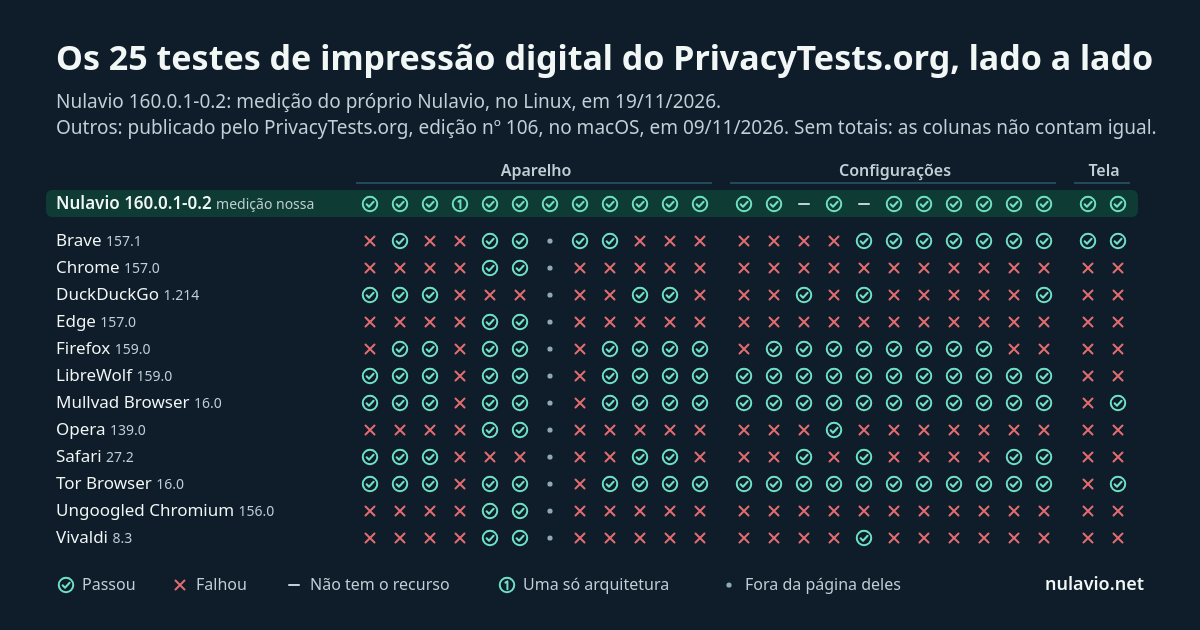 Os 25 testes de impressão digital do PrivacyTests.org, lado a lado
Nulavio 160.0.1-0.2: medição do próprio Nulavio, no Linux, em 19/11/2026.
Outros: publicado pelo PrivacyTests.org, edição nº 106, no macOS, em 09/11/2026. Sem totais: as colunas não contam igual.
Aparelho Configurações Tela
Nulavio 160.0.1-0.2 medição nossa
Brave 157.1
Chrome 157.0
DuckDuckGo 1.214
Edge 157.0
Firefox 159.0
LibreWolf 159.0
Mullvad Browser 16.0
Opera 139.0
Safari 27.2
Tor Browser 16.0
Ungoogled Chromium 156.0
Vivaldi 8.3
Passou Falhou Não tem o recurso 1 Uma só arquitetura Fora da página deles nulavio.net